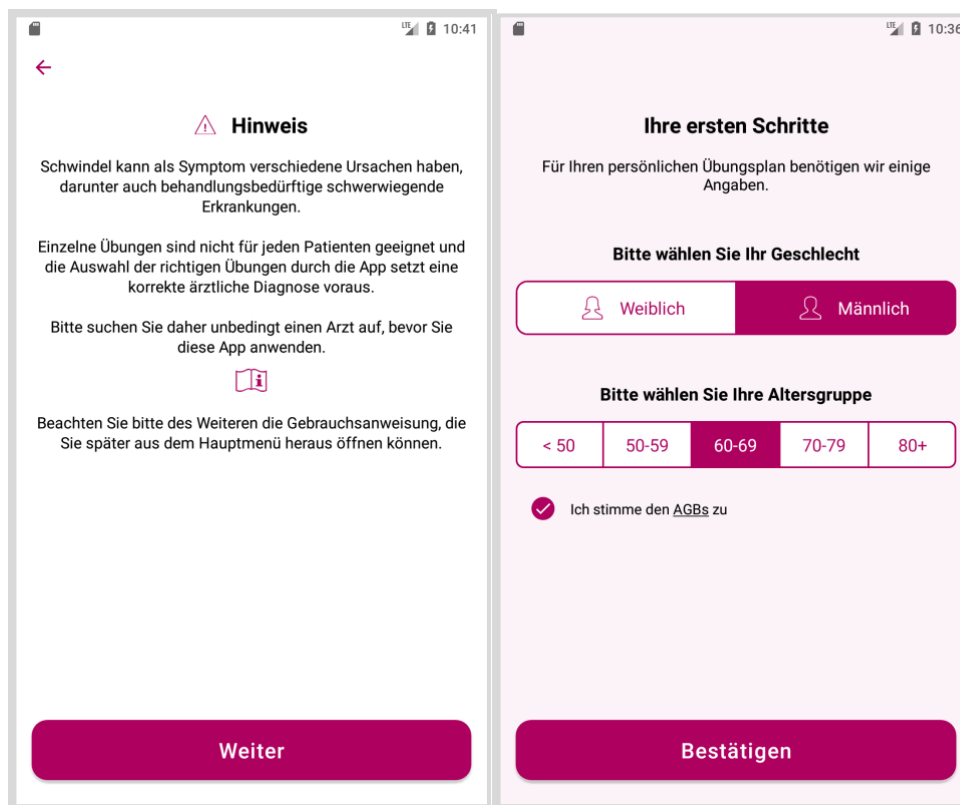 LTE 10:41
Hinweis
Schwindel kann als Symptom verschiedene Ursachen haben,
darunter auch behandlungsbedürftige schwerwiegende
Erkrankungen.
Einzelne Übungen sind nicht für jeden Patienten geeignet und
die Auswahl der richtigen Übungen durch die App setzt eine
korrekte ärztliche Diagnose voraus.
Bitte suchen Sie daher unbedingt einen Arzt auf, bevor Sie
diese App anwenden.
Beachten Sie bitte des Weiteren die Gebrauchsanweisung, die
Sie später aus dem Hauptmenü heraus öffnen können.
Weiter
LTE 10:36
Ihre ersten Schritte
Für Ihren persönlichen Übungsplan benötigen wir einige
Angaben.
Bitte wählen Sie Ihr Geschlecht
Weiblich Männlich
Bitte wählen Sie Ihre Altersgruppe
< 50 50-59 60-69 70-79 80+
Ich stimme den AGBs zu
Bestätigen